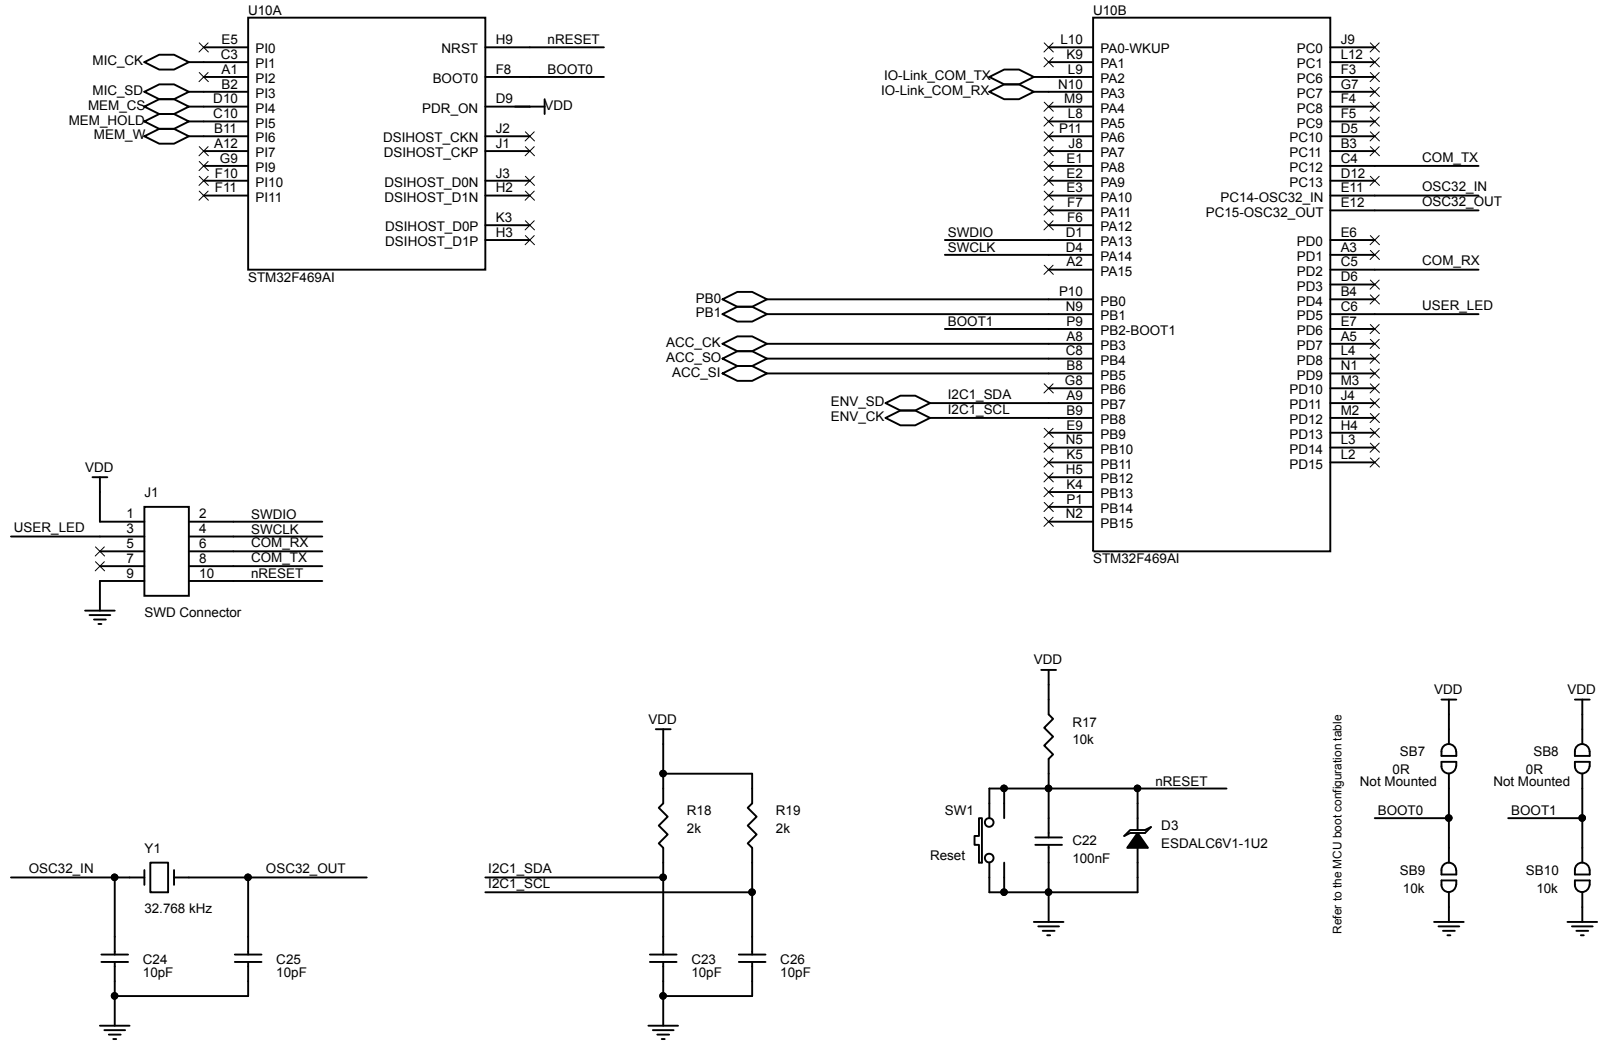 U10A
E5 PI0
MIC_CK C3 PI1
A1 PI2
MIC_SD B2 PI3
MEM_CS D10 PI4
MEM_HOLD C10 PI5
MEM_W B11 PI6
A12 PI7
G9 PI9
F10 PI10
F11 PI11
NRST H9 nRESET
BOOT0 F8 BOOT0
PDR_ON D9 VDD
DSIHOST_CKN J2
DSIHOST_CKP J1
DSIHOST_D0N J3
DSIHOST_D1N H2
DSIHOST_D0P K3
DSIHOST_D1P H3
STM32F469AI
U10B
L10 PA0-WKUP
K9 PA1
IO-Link_COM_TX L9 PA2
IO-Link_COM_RX N10 PA3
M9 PA4
L8 PA5
P11 PA6
J8 PA7
E1 PA8
E2 PA9
E3 PA10
F7 PA11
F6 PA12
SWDIO D1 PA13
SWCLK D4 PA14
A2 PA15
PB0 P10 PB0
PB1 N9 PB1
BOOT1 P9 PB2-BOOT1
ACC_CK A8 PB3
ACC_SO C8 PB4
ACC_SI B8 PB5
G8 PB6
ENV_SD I2C1_SDA A9 PB7
ENV_CK I2C1_SCL B9 PB8
E9 PB9
N5 PB10
K5 PB11
H5 PB12
K4 PB13
P1 PB14
N2 PB15
PC0 J9
PC1 L12
PC6 F3
PC7 G7
PC8 F4
PC9 F5
PC10 D5
PC11 B3
PC12 C4 COM_TX
PC13 D12
PC14-OSC32_IN E11 OSC32_IN
PC15-OSC32_OUT E12 OSC32_OUT
PD0 E6
PD1 A3
PD2 C5 COM_RX
PD3 D6
PD4 B4
PD5 C6 USER_LED
PD6 E7
PD7 A5
PD8 L4
PD9 N1
PD10 M3
PD11 J4
PD12 M2
PD13 H4
PD14 L3
PD15 L2
STM32F469AI
VDD
J1
1 2 SWDIO
USER_LED 3 4 SWCLK
5 6 COM_RX
7 8 COM_TX
9 10 nRESET
SWD Connector
OSC32_IN Y1 OSC32_OUT
32.768 kHz
C24
10pF
C25
10pF
VDD
R18
2k
R19
2k
I2C1_SDA
I2C1_SCL
C23
10pF
C26
10pF
VDD
R17
10k
nRESET
SW1
Reset
C22
100nF
D3
ESDALC6V1-1U2
Refer to the MCU boot configuration table
VDD
SB7
0R
Not Mounted
BOOT0
SB9
10k
VDD
SB8
0R
Not Mounted
BOOT1
SB10
10k